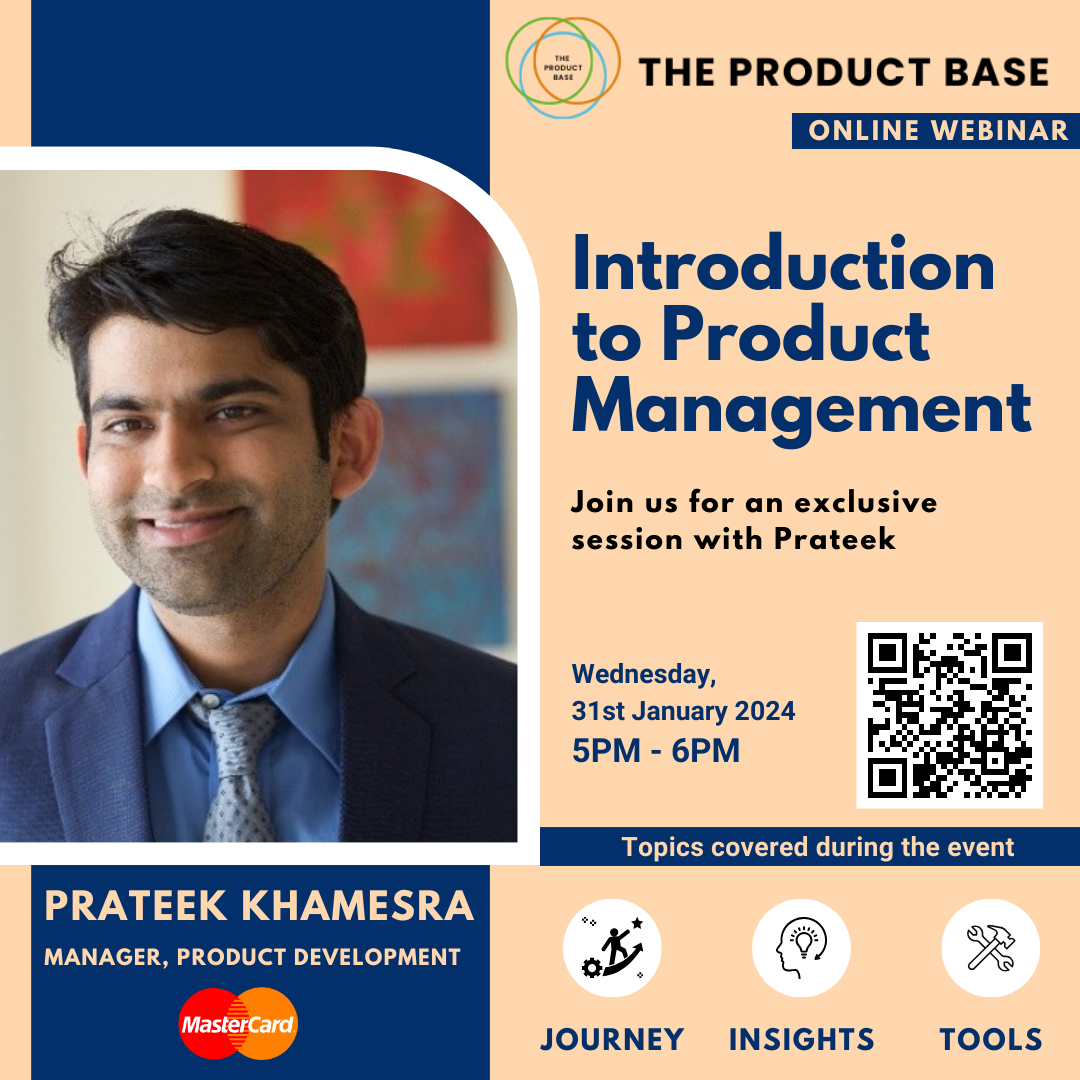 THE
PRODUCT
BASE
THE PRODUCT BASE
ONLINE WEBINAR
Introduction
to Product
Management
Join us for an exclusive
session with Prateek
Wednesday,
31st January 2024
5PM - 6PM
Topics covered during the event
PRATEEK KHAMESRA
MANAGER, PRODUCT DEVELOPMENT
MasterCard
JOURNEY
INSIGHTS
TOOLS